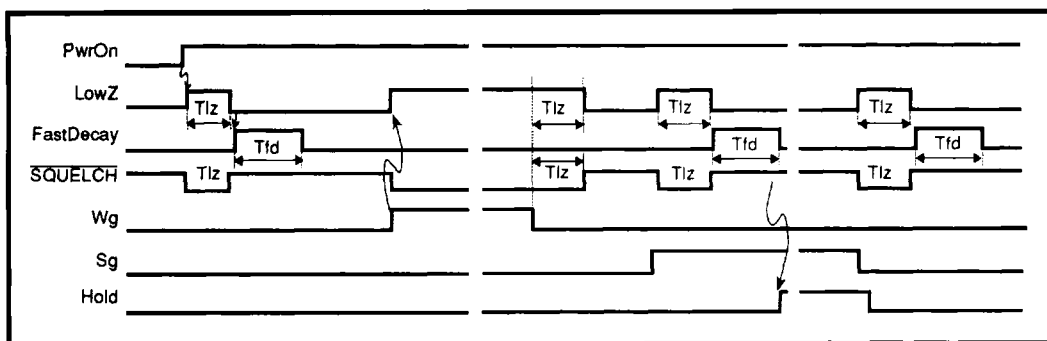 PwrOn
LowZ Tlz Tlz Tlz Tlz
FastDecay Tfd Tfd Tfd
SQUELCH Tlz Tlz Tlz Tlz
Wg
Sg
Hold